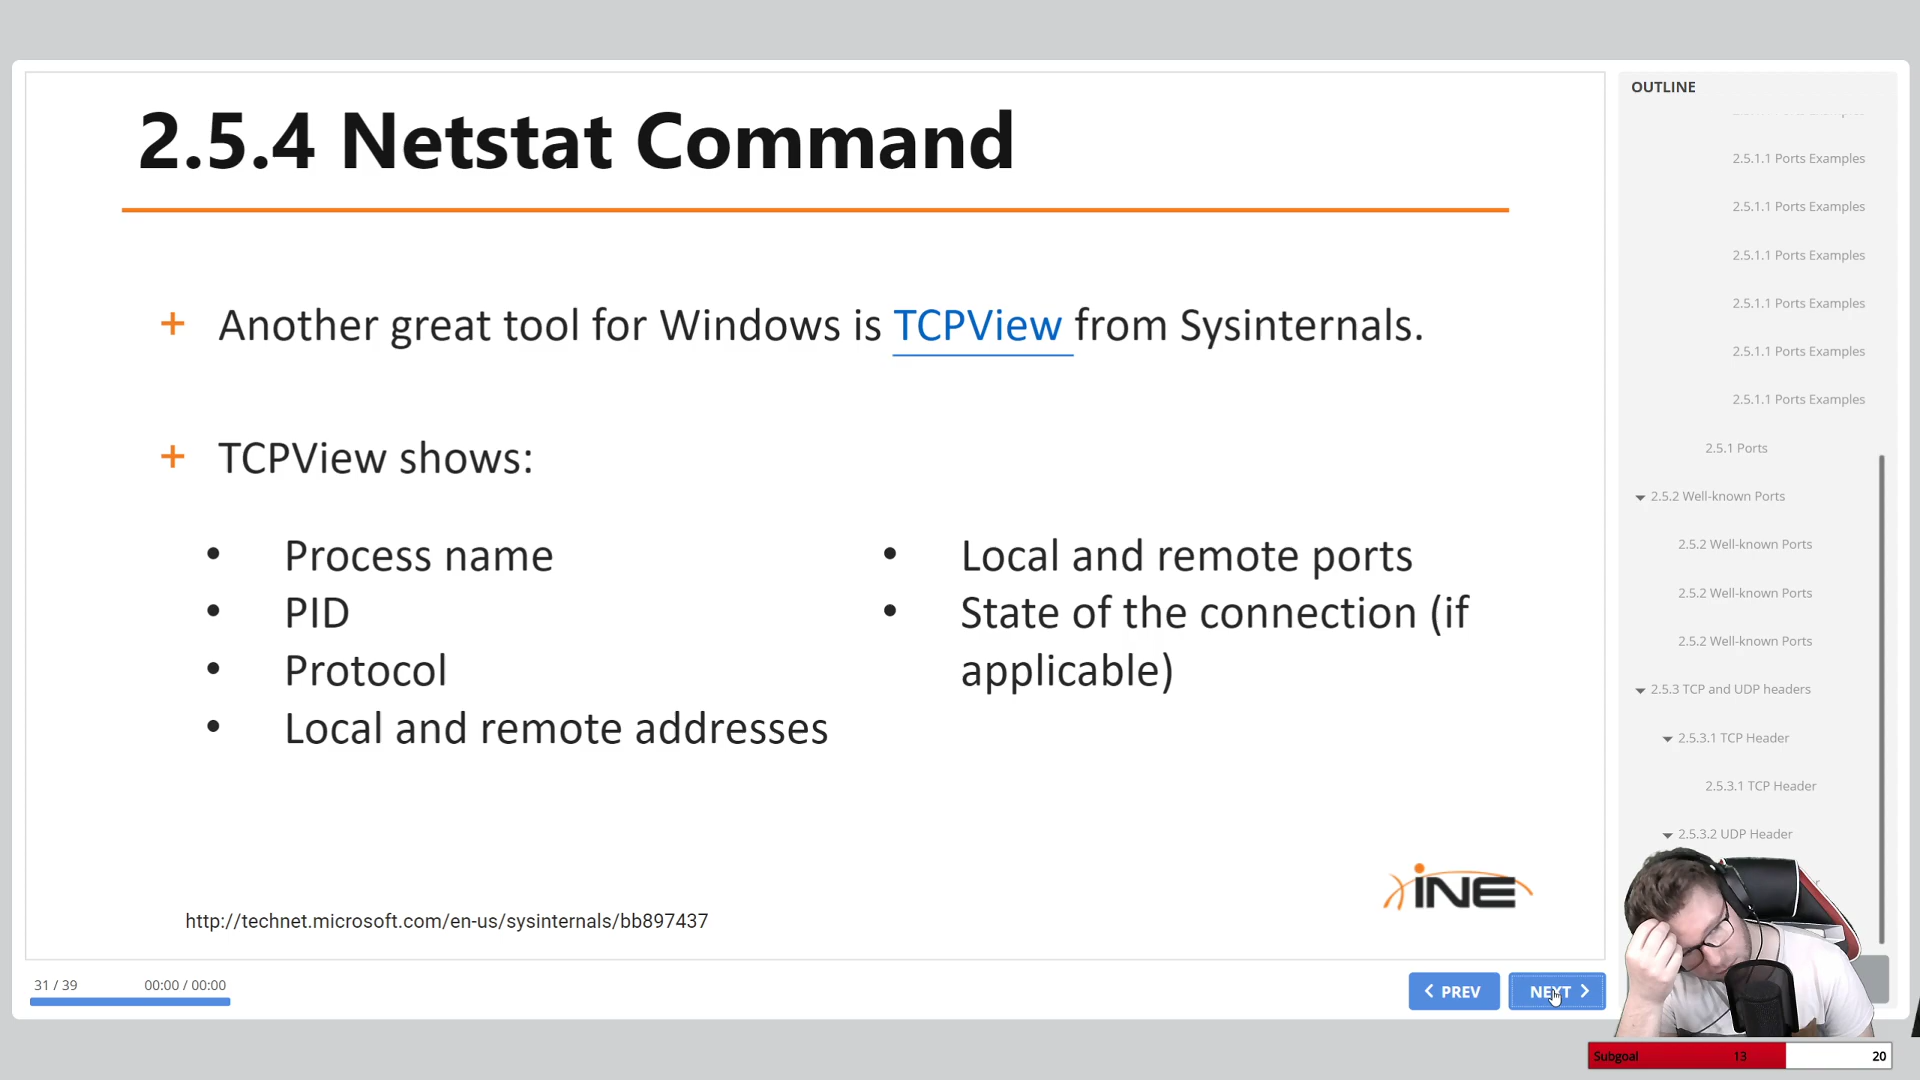 2.5.4 Netstat Command
+ Another great tool for Windows is TCPView from Sysinternals.
+ TCPView shows:
• Process name
• PID
• Protocol
• Local and remote addresses
• Local and remote ports
• State of the connection (if
applicable)
http://technet.microsoft.com/en-us/sysinternals/bb897437
INE
31 / 39
00:00 / 00:00
PREV
NEXT
OUTLINE
2.5.1.1 Ports Examples
2.5.1.1 Ports Examples
2.5.1.1 Ports Examples
2.5.1.1 Ports Examples
2.5.1.1 Ports Examples
2.5.1.1 Ports Examples
2.5.1 Ports
2.5.2 Well-known Ports
2.5.2 Well-known Ports
2.5.2 Well-known Ports
2.5.2 Well-known Ports
2.5.3 TCP and UDP headers
2.5.3.1 TCP Header
2.5.3.1 TCP Header
2.5.3.2 UDP Header
Subgoal 13 20